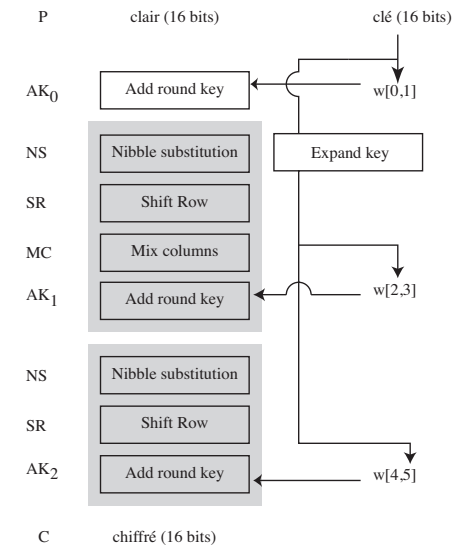 P clair (16 bits) clé (16 bits)
AK0 Add round key w[0,1]
NS Nibble substitution Expand key
SR Shift Row
MC Mix columns
AK1 Add round key w[2,3]
NS Nibble substitution
SR Shift Row
AK2 Add round key w[4,5]
C chiffré (16 bits)